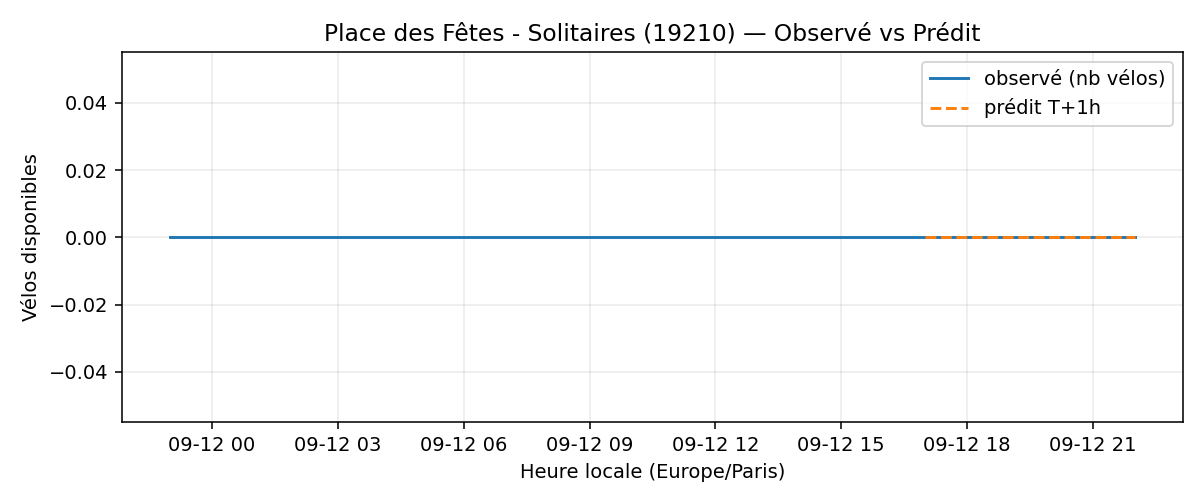 Place des Fêtes - Solitaires (19210) — Observé vs Prédit
observé (nb vélos)
prédit T+1h
Vélos disponibles
0.04
0.02
0.00
−0.02
−0.04
09-12 00
09-12 03
09-12 06
09-12 09
09-12 12
09-12 15
09-12 18
09-12 21
Heure locale (Europe/Paris)